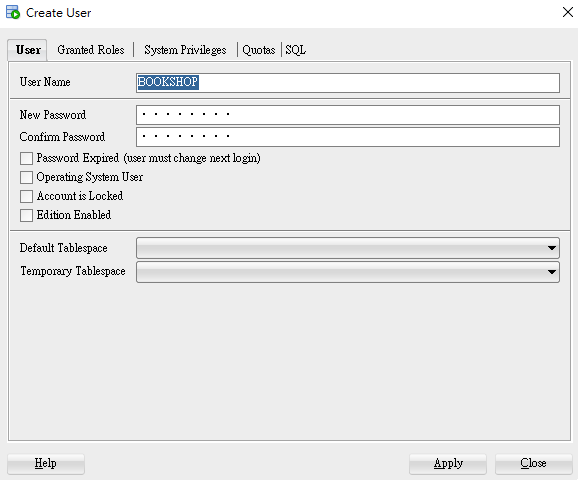 Create User
User Granted Roles System Privileges Quotas SQL
User Name BOOKSHOP
New Password ········
Confirm Password ········
Password Expired (user must change next login)
Operating System User
Account is Locked
Edition Enabled
Default Tablespace
Temporary Tablespace
Help Apply Close